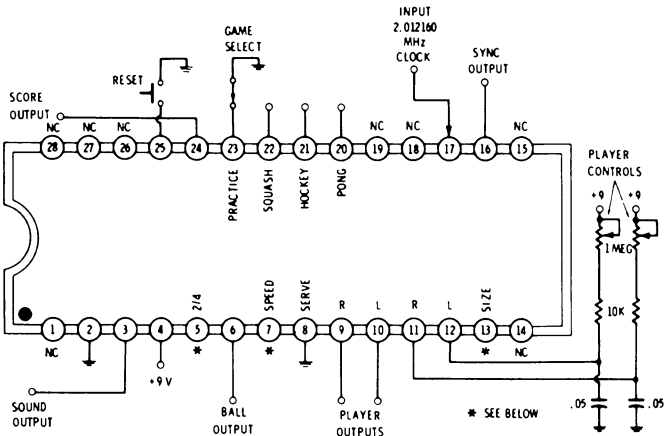 INPUT
2.012160
MHz
CLOCK
GAME
SELECT
SYNC
OUTPUT
RESET
SCORE
OUTPUT
NC NC NC NC NC NC
28 27 26 25 24 23 22 21 20 19 18 17 16 15
PRACTICE
SQUASH
HOCKEY
PONG
PLAYER
CONTROLS
+9 +9
1 MEG
10K
2/4
SPEED
SERVE
R L R L
SIZE
1 2 3 4 5 6 7 8 9 10 11 12 13 14
NC * * * NC
+9 V
SOUND
OUTPUT
BALL
OUTPUT
PLAYER
OUTPUTS
* SEE BELOW
.05 .05